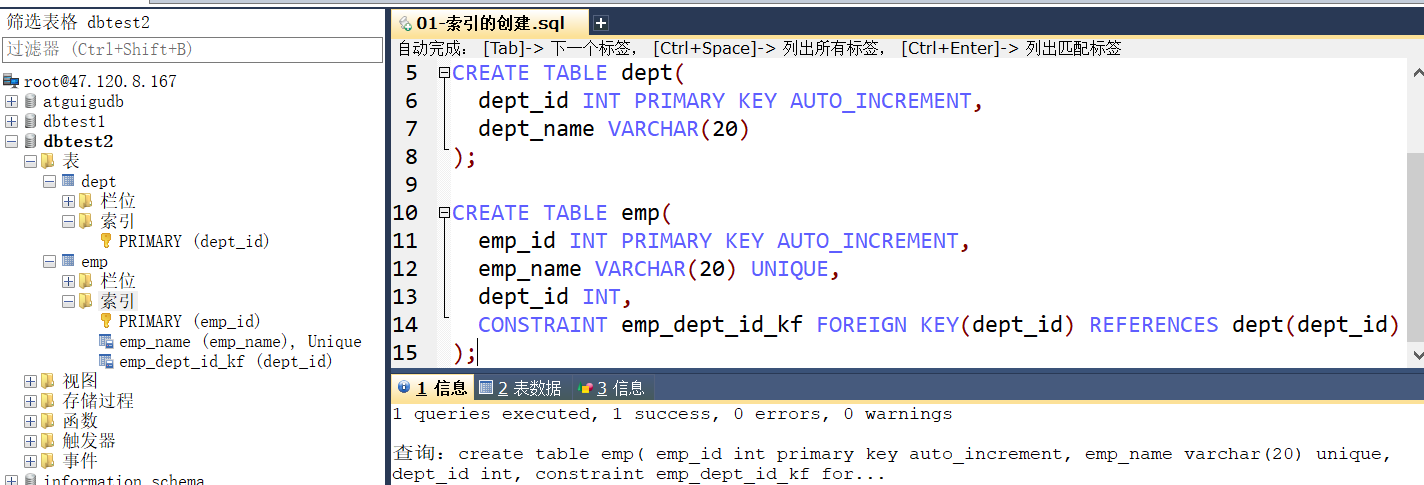 筛选表格 dbtest2
过滤器 (Ctrl+Shift+B)
root@47.120.8.167
atguigudb
dbtest1
dbtest2
表
dept
栏位
索引
PRIMARY (dept_id)
emp
栏位
索引
PRIMARY (emp_id)
emp_name (emp_name), Unique
emp_dept_id_kf (dept_id)
视图
存储过程
函数
触发器
事件
information_schema
01-索引的创建.sql
自动完成： [Tab]-> 下一个标签， [Ctrl+Space]-> 列出所有标签， [Ctrl+Enter]-> 列出匹配标签
5 CREATE TABLE dept(
6 dept_id INT PRIMARY KEY AUTO_INCREMENT,
7 dept_name VARCHAR(20)
8 );
9
10 CREATE TABLE emp(
11 emp_id INT PRIMARY KEY AUTO_INCREMENT,
12 emp_name VARCHAR(20) UNIQUE,
13 dept_id INT,
14 CONSTRAINT emp_dept_id_kf FOREIGN KEY(dept_id) REFERENCES dept(dept_id)
15 );
1 信息 2 表数据 3 信息
1 queries executed, 1 success, 0 errors, 0 warnings
查询：create table emp( emp_id int primary key auto_increment, emp_name varchar(20) unique,
dept_id int, constraint emp_dept_id_kf for...